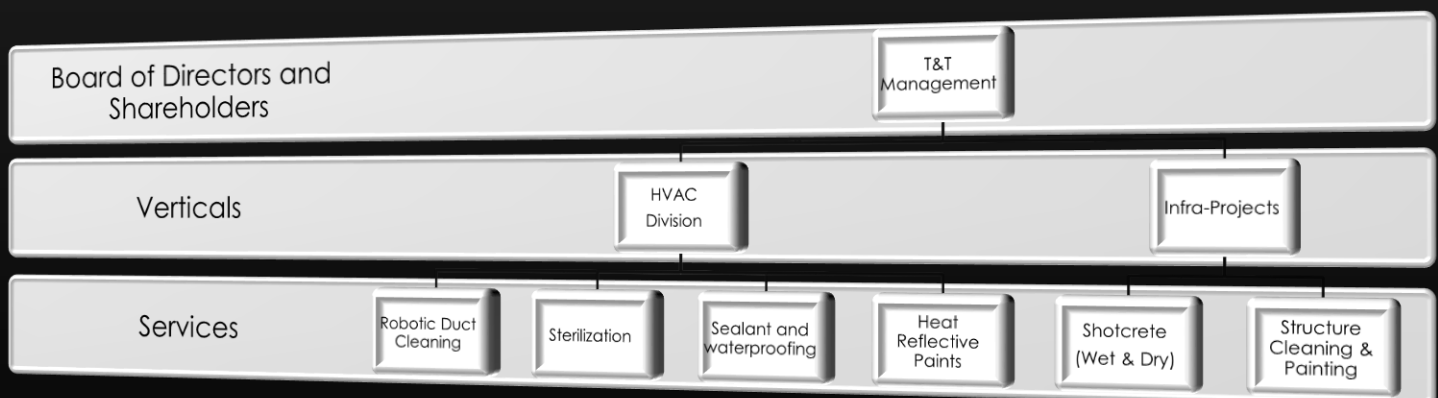 Board of Directors and
Shareholders
T&T
Management
Verticals
HVAC
Division
Infra-Projects
Services
Robotic Duct
Cleaning
Sterilization
Sealant and
waterproofing
Heat
Reflective
Paints
Shotcrete
(Wet & Dry)
Structure
Cleaning &
Painting